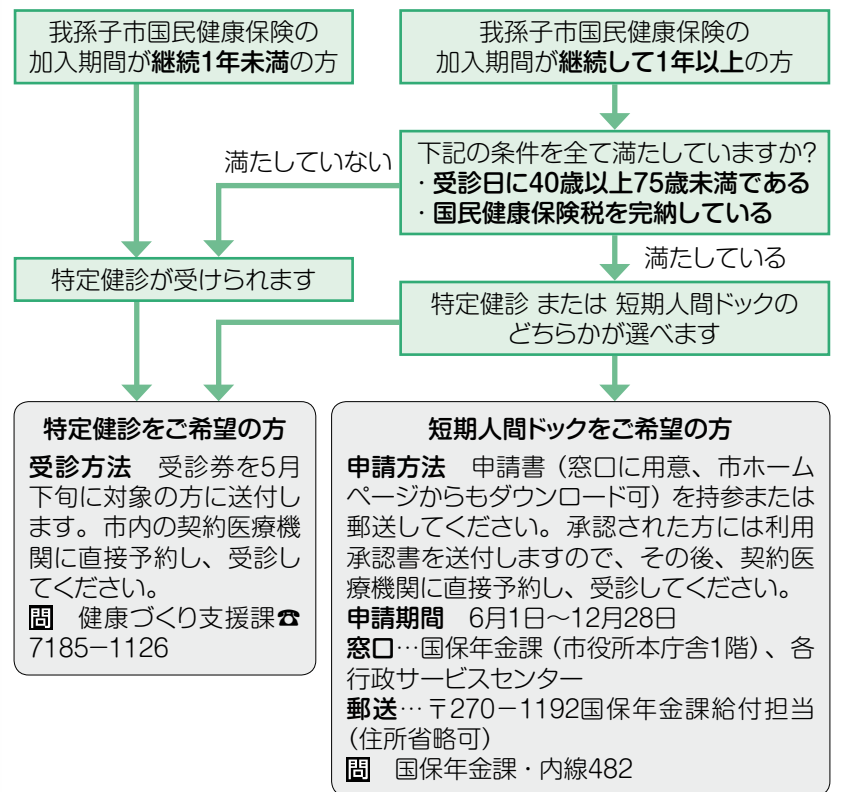 我孫子市国民健康保険の
加入期間が継続1年未満の方
我孫子市国民健康保険の
加入期間が継続して1年以上の方
下記の条件を全て満たしていますか?
・受診日に40歳以上75歳未満である
・国民健康保険税を完納している
満たしていない
満たしている
特定健診が受けられます
特定健診 または 短期人間ドックの
どちらかが選べます
特定健診をご希望の方
受診方法　受診券を5月
下旬に対象の方に送付し
ます。市内の契約医療機
関に直接予約し、受診し
てください。
問　健康づくり支援課☎
7185−1126
短期人間ドックをご希望の方
申請方法　申請書（窓口に用意、市ホーム
ページからもダウンロード可）を持参または
郵送してください。承認された方には利用
承認書を送付しますので、その後、契約医
療機関に直接予約し、受診してください。
申請期間　6月1日〜12月28日
窓口…国保年金課（市役所本庁舎1階）、各
行政サービスセンター
郵送…〒270−1192国保年金課給付担当
（住所省略可）
問　国保年金課・内線482